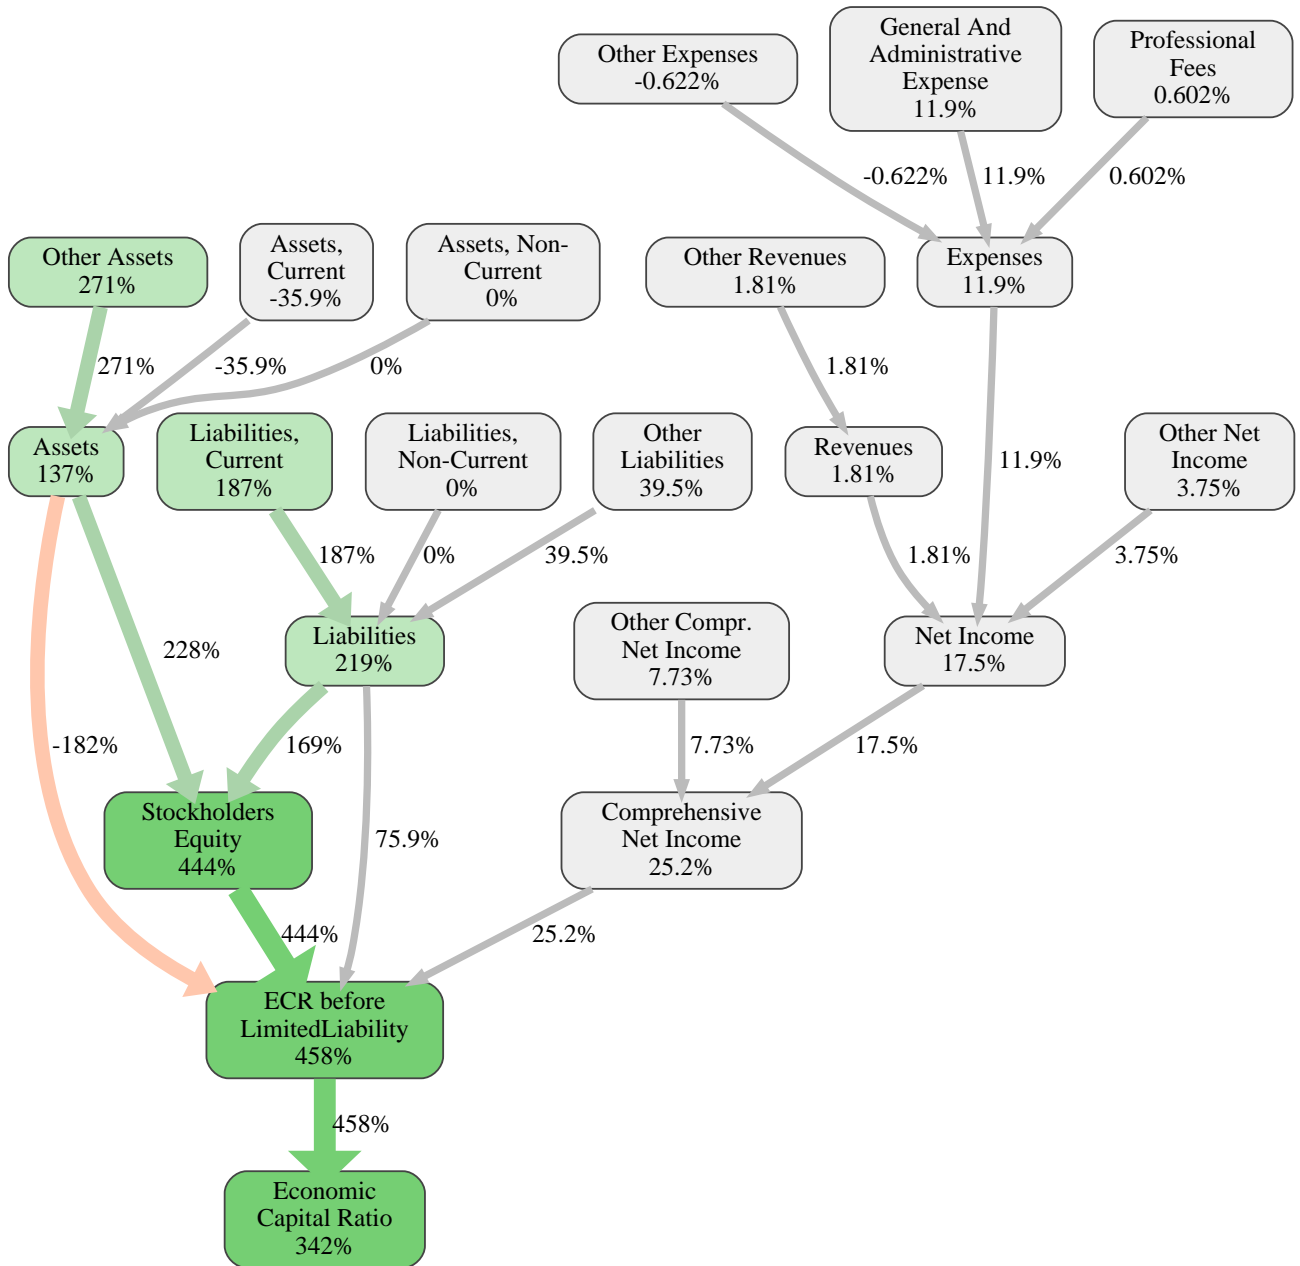 Other Expenses
-0.622%
General And
Administrative
Expense
11.9%
Professional
Fees
0.602%
-0.622%
11.9%
0.602%
Other Assets
271%
Assets,
Current
-35.9%
Assets, Non-
Current
0%
Other Revenues
1.81%
Expenses
11.9%
271%
-35.9%
0%
1.81%
Assets
137%
Liabilities,
Current
187%
Liabilities,
Non-Current
0%
Other
Liabilities
39.5%
Revenues
1.81%
11.9%
Other Net
Income
3.75%
187%
0%
39.5%
1.81%
3.75%
228%
Liabilities
219%
Other Compr.
Net Income
7.73%
Net Income
17.5%
-182%
169%
7.73%
17.5%
Stockholders
Equity
444%
75.9%
Comprehensive
Net Income
25.2%
444%
25.2%
ECR before
LimitedLiability
458%
458%
Economic
Capital Ratio
342%